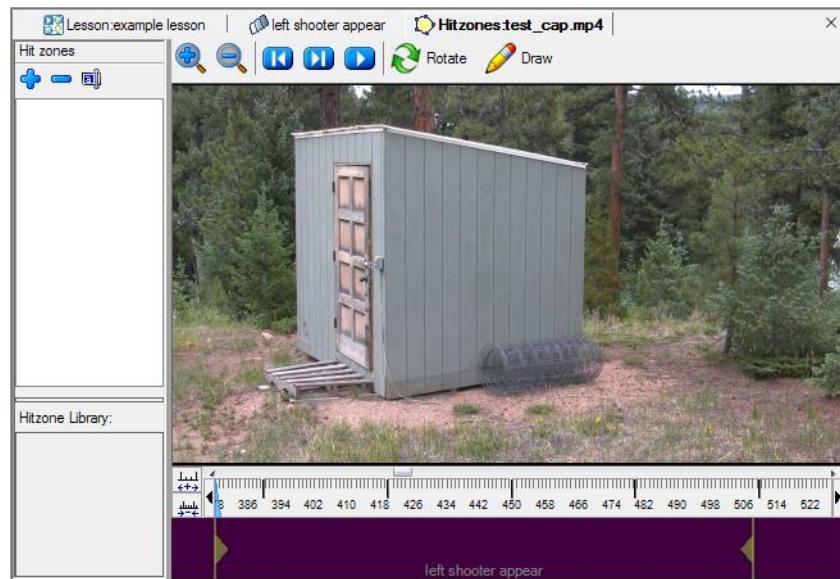 Lesson:example lesson left shooter appear Hitzones:test_cap.mp4
Hit zones
Rotate Draw
Hitzone Library:
386 394 402 410 418 426 434 442 450 458 466 474 482 490 498 506 514 522
left shooter appear